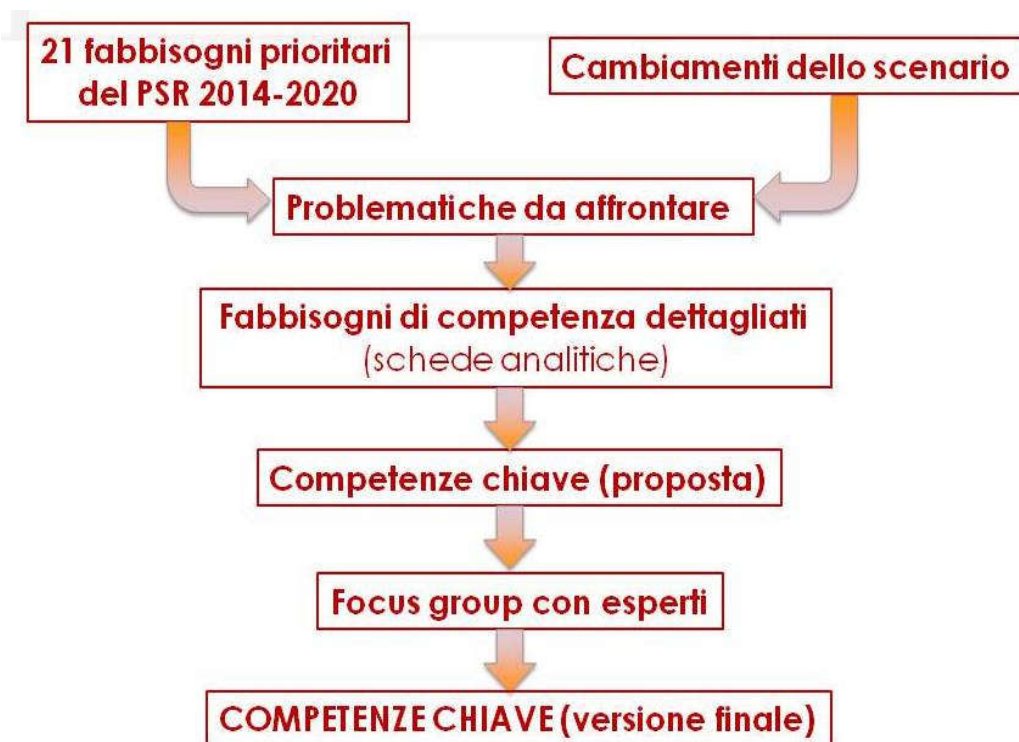 21 fabbisogni prioritari
del PSR 2014-2020
Cambiamenti dello scenario
Problematiche da affrontare
Fabbisogni di competenza dettagliati
(schede analitiche)
Competenze chiave (proposta)
Focus group con esperti
COMPETENZE CHIAVE (versione finale)